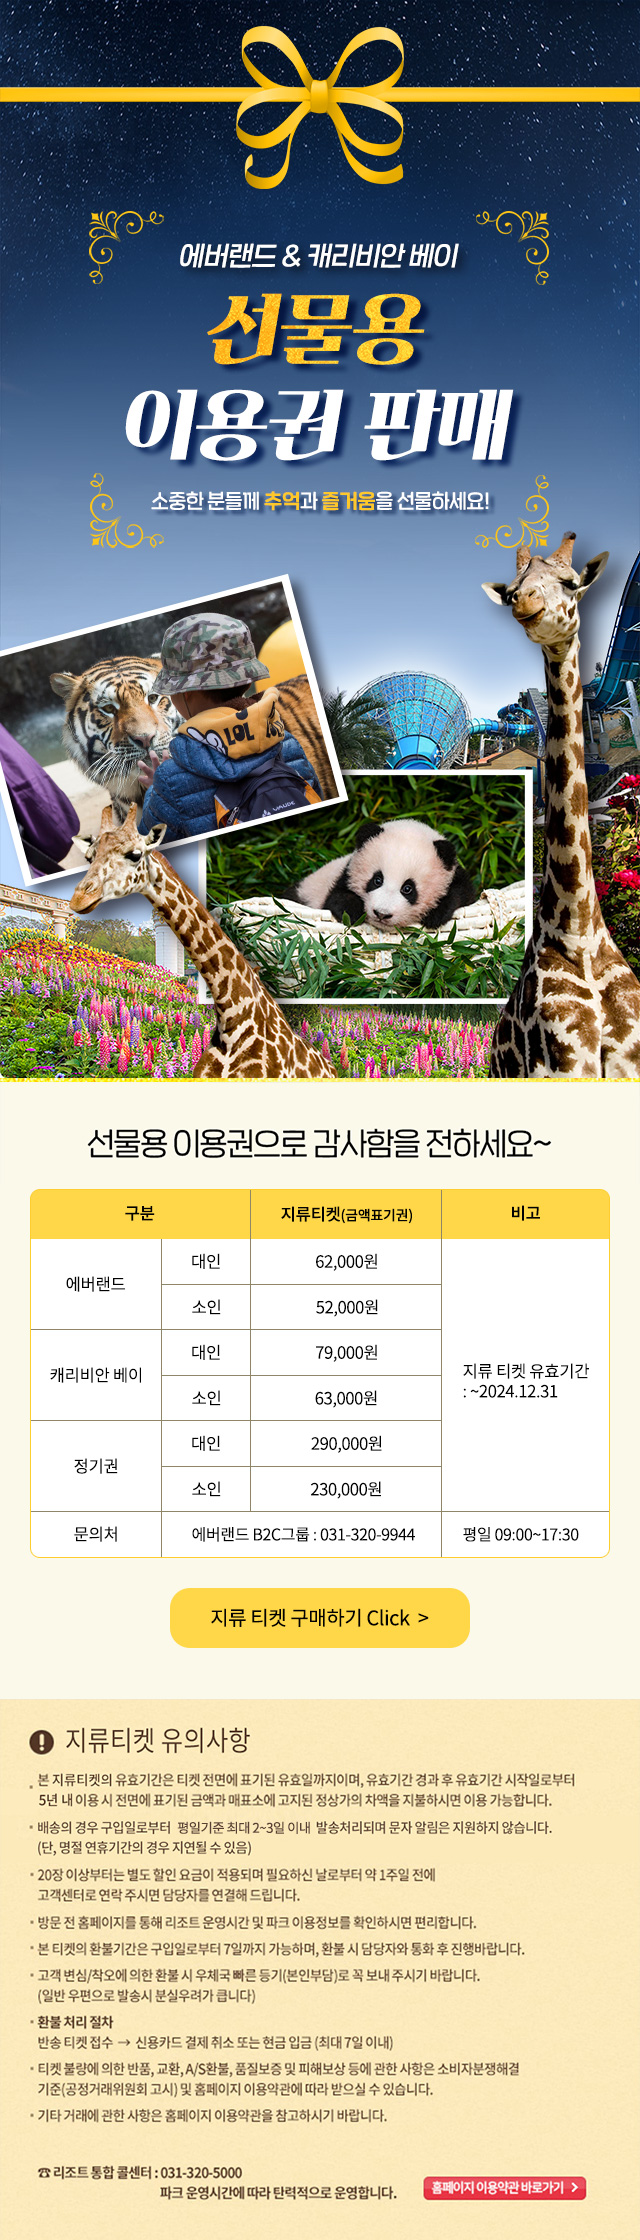 에버랜드 & 캐리비안 베이
선물용
이용권 판매
소중한 분들께 추억과 즐거움을 선물하세요!
LOL
VAUDE
선물용 이용권으로 감사함을 전하세요~
구분 지류티켓(금액표기권) 비고
에버랜드 대인 62,000원
소인 52,000원
캐리비안 베이 대인 79,000원
소인 63,000원
지류 티켓 유효기간
: ~2024.12.31
정기권 대인 290,000원
소인 230,000원
문의처 에버랜드 B2C그룹 : 031-320-9944 평일 09:00~17:30
지류 티켓 구매하기 Click >
! 지류티켓 유의사항
· 본 지류티켓의 유효기간은 티켓 전면에 표기된 유효일까지이며, 유효기간 경과 후 유효기간 시작일로부터
5년 내 이용 시 전면에 표기된 금액과 매표소에 고지된 정상가의 차액을 지불하시면 이용 가능합니다.
· 배송의 경우 구입일로부터 평일기준 최대 2~3일 이내 발송처리되며 문자 알림은 지원하지 않습니다.
(단, 명절 연휴기간의 경우 지연될 수 있음)
· 20장 이상부터는 별도 할인 요금이 적용되며 필요하신 날로부터 약 1주일 전에
고객센터로 연락 주시면 담당자를 연결해 드립니다.
· 방문 전 홈페이지를 통해 리조트 운영시간 및 파크 이용정보를 확인하시면 편리합니다.
· 본 티켓의 환불기간은 구입일로부터 7일까지 가능하며, 환불 시 담당자와 통화 후 진행바랍니다.
· 고객 변심/착오에 의한 환불 시 우체국 빠른 등기(본인부담)로 꼭 보내 주시기 바랍니다.
(일반 우편으로 발송시 분실우려가 큽니다)
· 환불 처리 절차
반송 티켓 접수 → 신용카드 결제 취소 또는 현금 입금 (최대 7일 이내)
· 티켓 불량에 의한 반품, 교환, A/S환불, 품질보증 및 피해보상 등에 관한 사항은 소비자분쟁해결
기준(공정거래위원회 고시) 및 홈페이지 이용약관에 따라 받으실 수 있습니다.
· 기타 거래에 관한 사항은 홈페이지 이용약관을 참고하시기 바랍니다.
☎ 리조트 통합 콜센터 : 031-320-5000
파크 운영시간에 따라 탄력적으로 운영합니다.
홈페이지 이용약관 바로가기 >